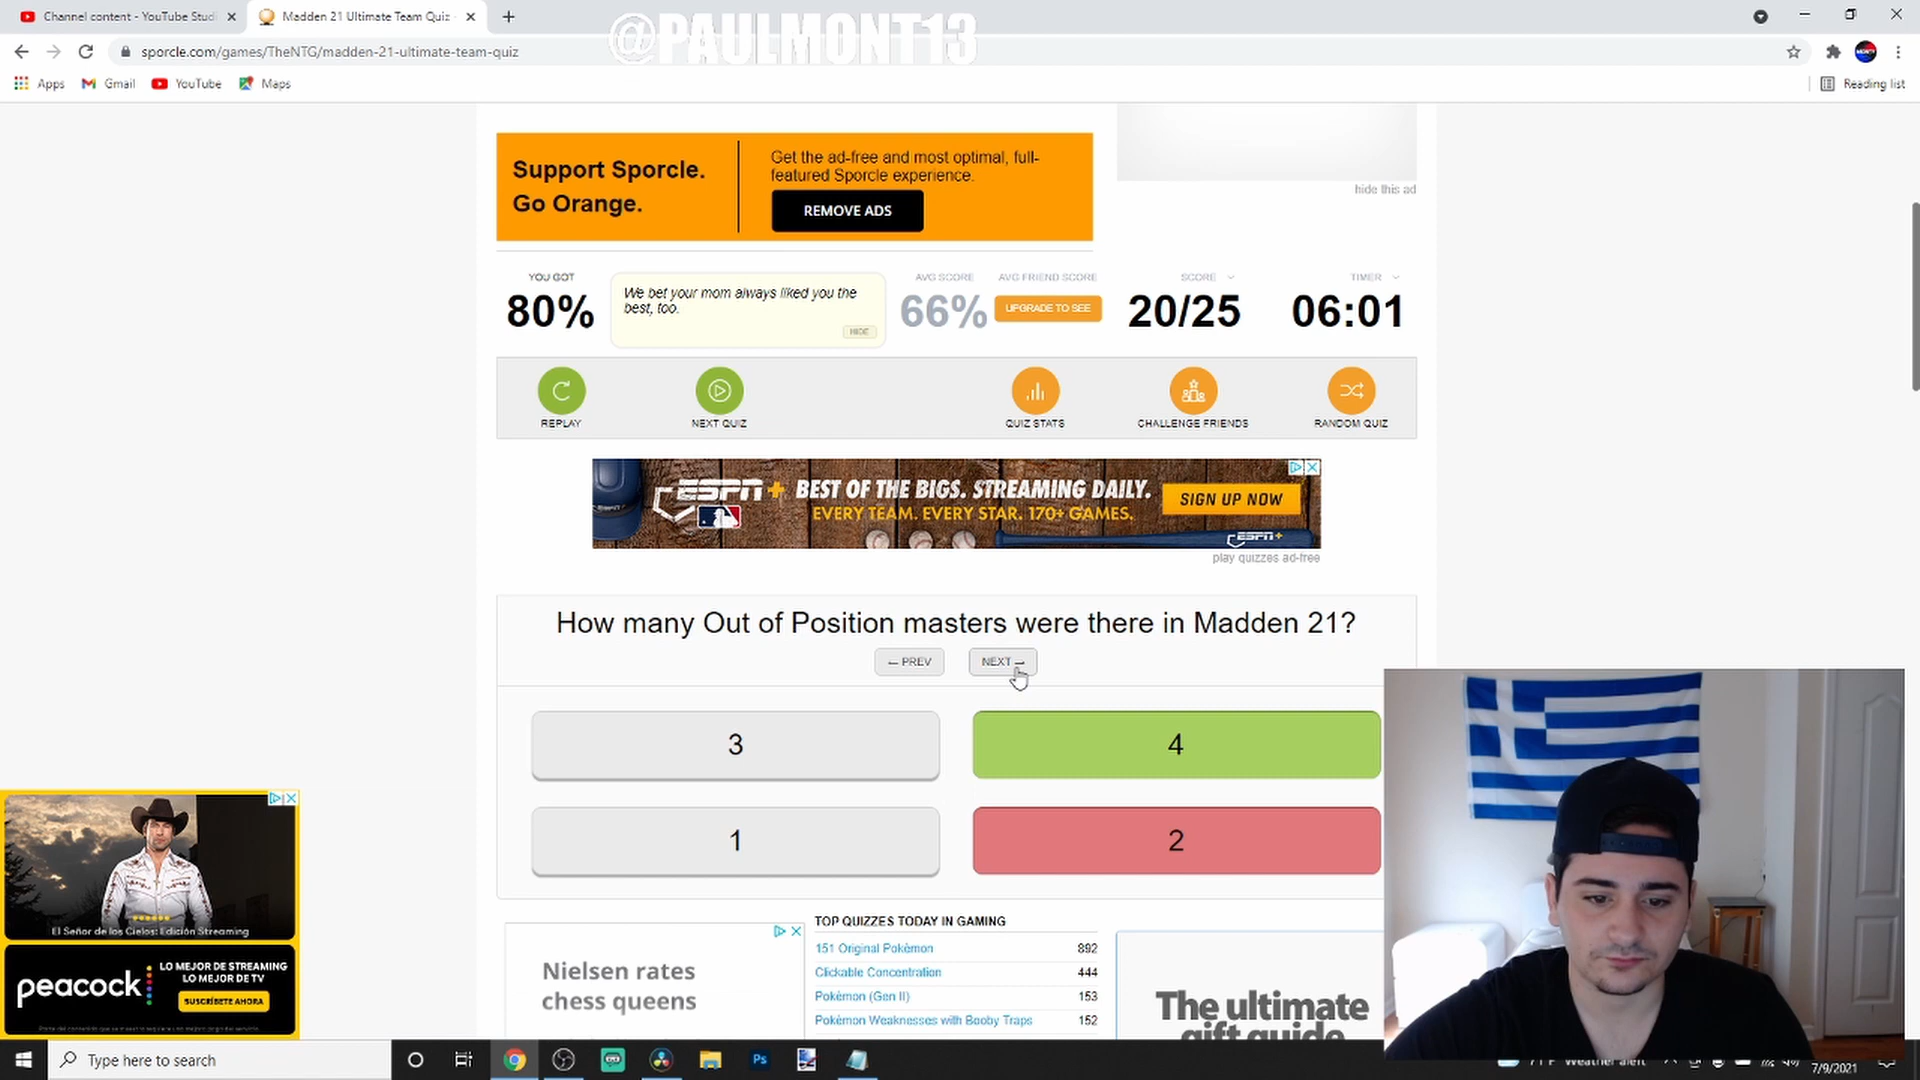 Channel content - YouTube Studi
Madden 21 Ultimate Team Quiz -
@PAULMONT13
sporcle.com/games/TheNTG/madden-21-ultimate-team-quiz
Apps
Gmail
YouTube
Maps
Reading list
Support Sporcle.
Go Orange.
Get the ad-free and most optimal, full-
featured Sporcle experience.
REMOVE ADS
hide this ad
YOU GOT
80%
We bet your mom always liked you the
best, too.
HIDE
AVG SCORE
66%
AVG FRIEND SCORE
UPGRADE TO SEE
SCORE
20/25
TIMER
06:01
REPLAY
NEXT QUIZ
QUIZ STATS
CHALLENGE FRIENDS
RANDOM QUIZ
ESPN+
BEST OF THE BIGS. STREAMING DAILY.
EVERY TEAM. EVERY STAR. 170+ GAMES.
SIGN UP NOW
ESPN+
play quizzes ad-free
How many Out of Position masters were there in Madden 21?
← PREV
NEXT →
3
4
1
2
El Señor de los Cielos: Edición Streaming
peacock
LO MEJOR DE STREAMING
LO MEJOR DE TV
SUSCRÍBETE AHORA
Nielsen rates
chess queens
TOP QUIZZES TODAY IN GAMING
151 Original Pokémon 892
Clickable Concentration 444
Pokémon (Gen II) 153
Pokémon Weaknesses with Booby Traps 152
The ultimate
gift guide
Type here to search
Ps
71°F Weather alert
7/9/2021